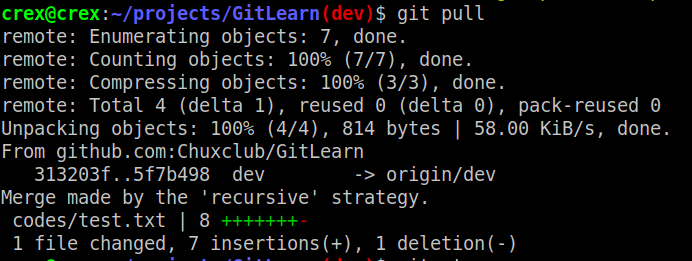 crex@crex:~/projects/GitLearn(dev)$ git pull
remote: Enumerating objects: 7, done.
remote: Counting objects: 100% (7/7), done.
remote: Compressing objects: 100% (3/3), done.
remote: Total 4 (delta 1), reused 0 (delta 0), pack-reused 0
Unpacking objects: 100% (4/4), 814 bytes | 58.00 KiB/s, done.
From github.com:Chuxclub/GitLearn
   313203f..5f7b498  dev        -> origin/dev
Merge made by the 'recursive' strategy.
 codes/test.txt | 8 +++++++-
 1 file changed, 7 insertions(+), 1 deletion(-)